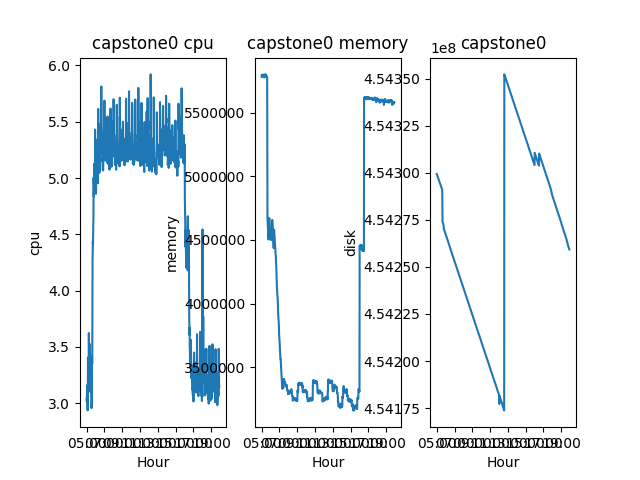 capstone0 cpu
capstone0 memory
capstone0
1e8
cpu
6.0
5.5
5.0
4.5
4.0
3.5
3.0
Hour
memory
5500000
5000000
4500000
4000000
3500000
Hour
disk
4.54350
4.54325
4.54300
4.54275
4.54250
4.54225
4.54200
4.54175
Hour